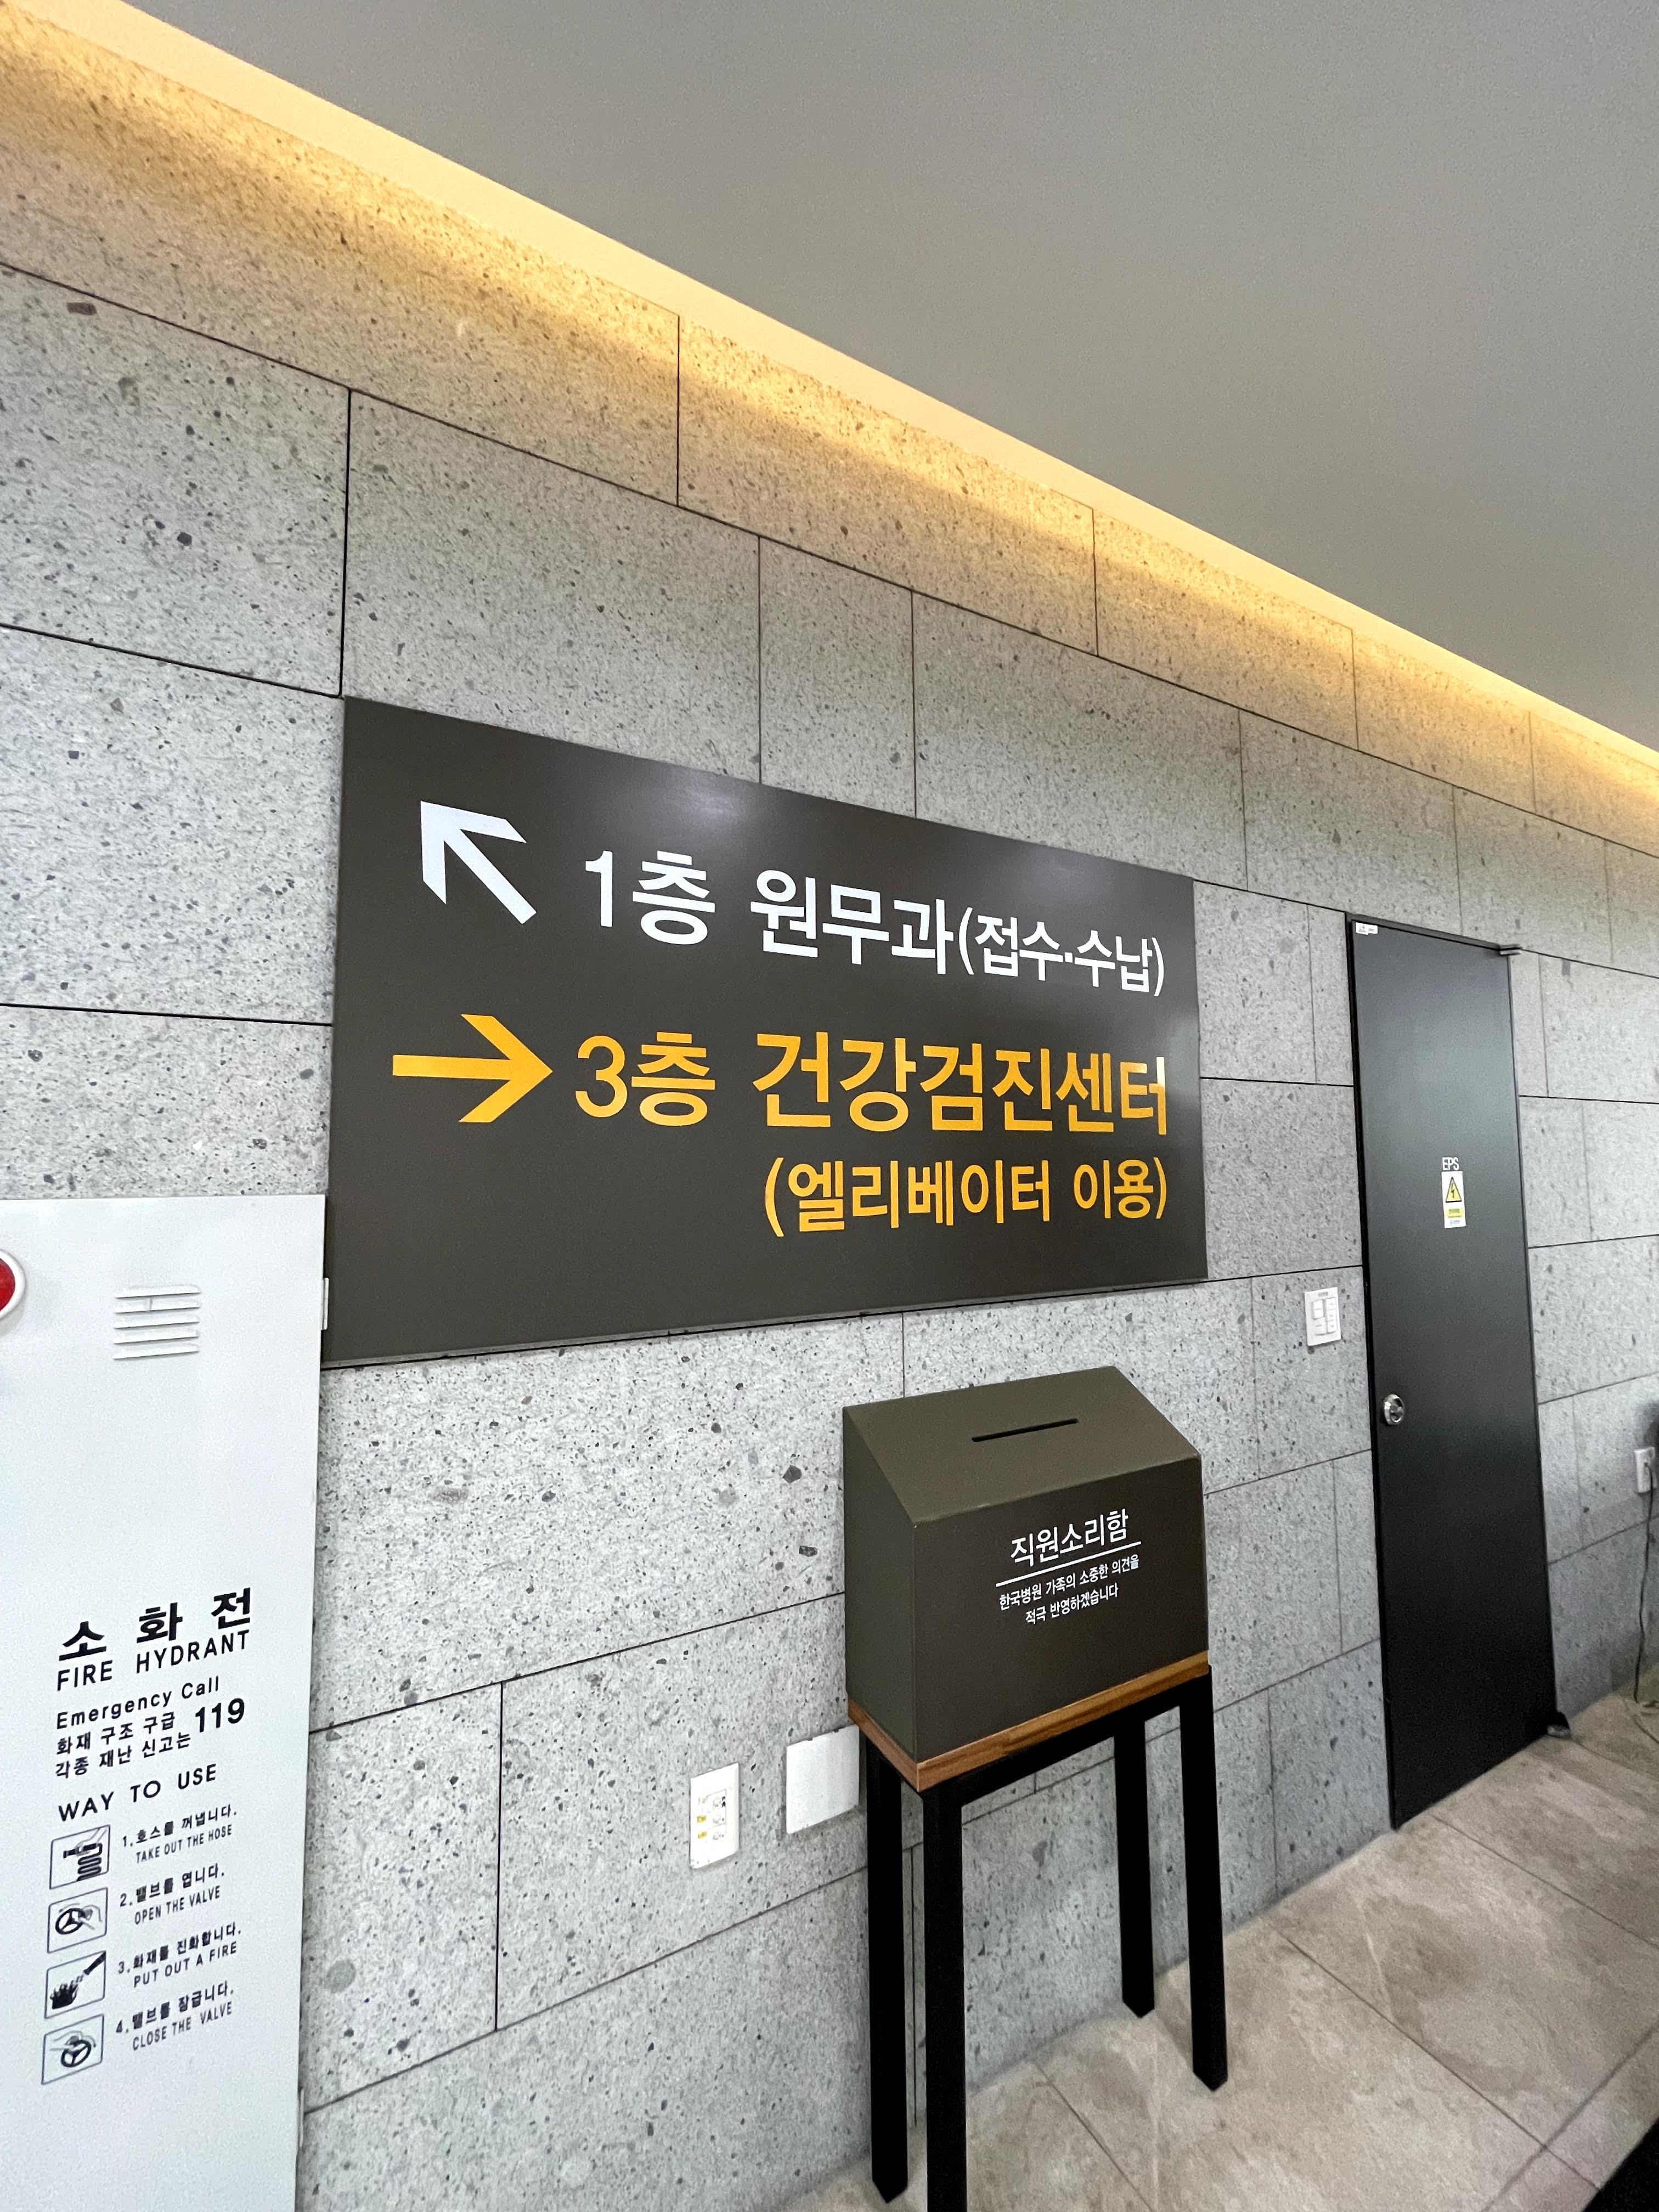 1층 원무과(접수·수납)
3층 건강검진센터
(엘리베이터 이용)
EPS
직원소리함
한국병원 가족의 소중한 의견을
적극 반영하겠습니다
소 화 전
FIRE HYDRANT
Emergency Call
화재 구조 구급
각종 재난 신고는 119
WAY TO USE
1.호스를 꺼냅니다.
TAKE OUT THE HOSE
2.밸브를 엽니다.
OPEN THE VALVE
3.화재를 진화합니다.
PUT OUT A FIRE
4.밸브를 잠급니다.
CLOSE THE VALVE